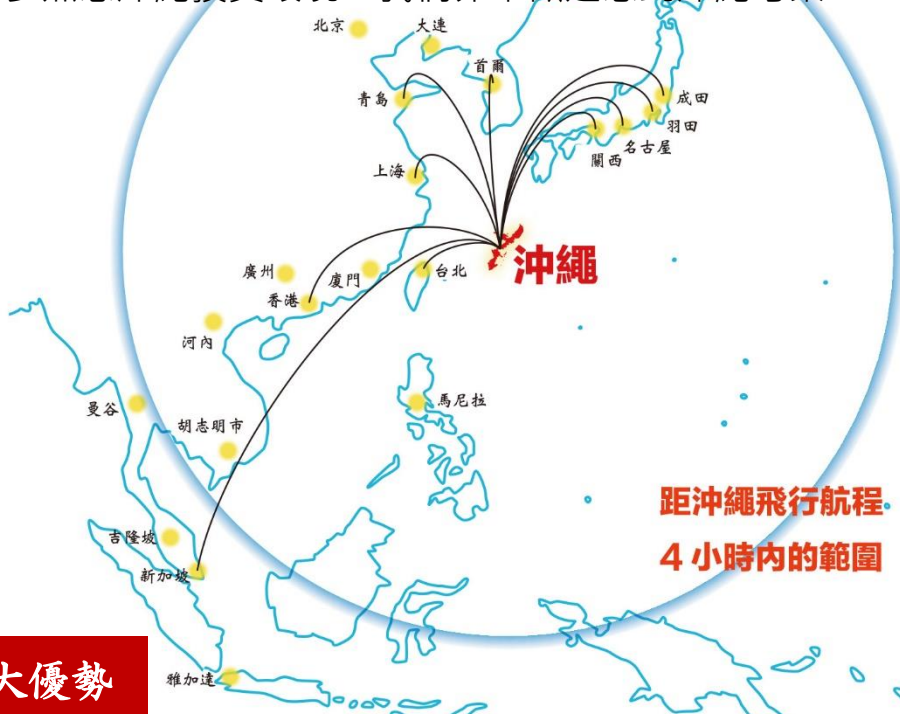 北京
大連
首爾
青島
成田
羽田
名古屋
關西
上海
沖繩
廣州
廈門
台北
香港
河內
曼谷
馬尼拉
胡志明市
距沖繩飛行航程
4 小時內的範圍
吉隆坡
新加坡
大優勢
雅加達